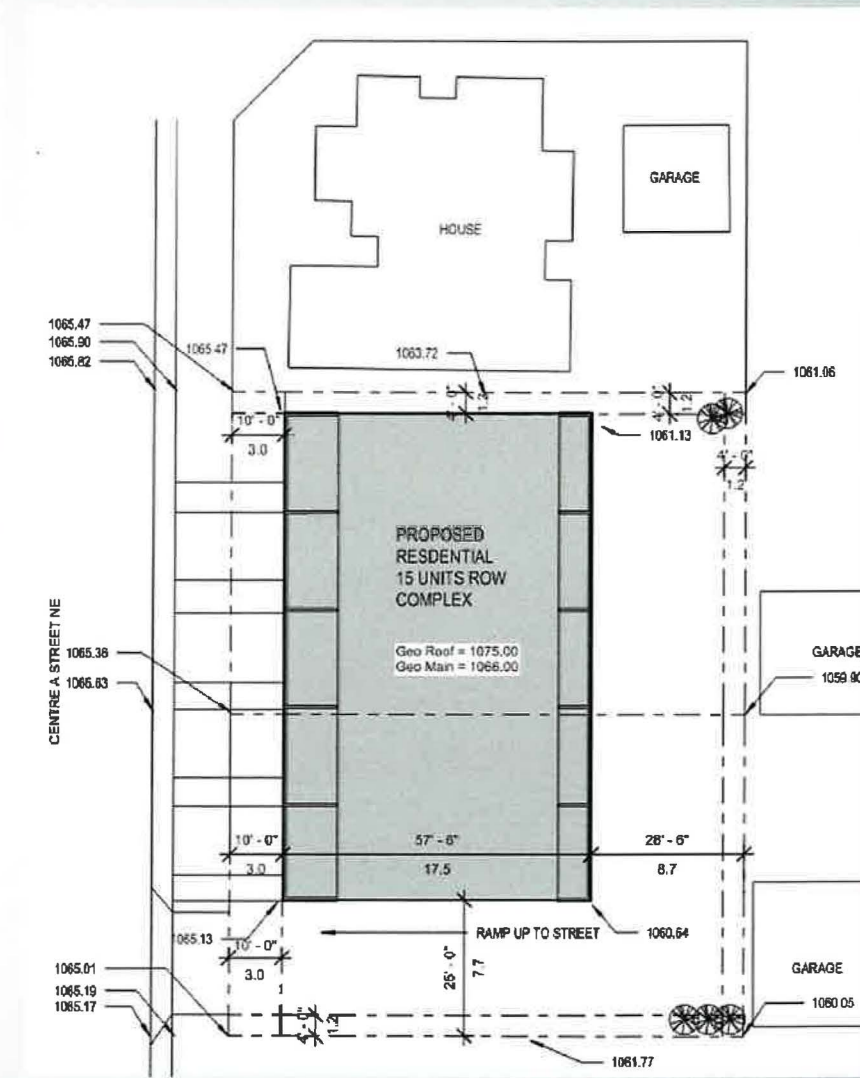 GARAGE
HOUSE
1065.47
1065.90
1065.82
1065.47
1063.72
1061.06
4' - 0"
1.2
4' - 0"
1.2
10' - 0"
3.0
1061.13
4' - 0"
1.2
PROPOSED
RESDENTIAL
15 UNITS ROW
COMPLEX
Geo Roof = 1075.00
Geo Main = 1066.00
CENTRE A STREET NE
1065.36
1065.63
GARAGE
1059.90
10' - 0"
3.0
57' - 6"
17.5
28' - 6"
8.7
1065.13
RAMP UP TO STREET
1060.64
10' - 0"
3.0
7.7
1065.01
1065.19
1065.17
4' - 0"
1.2
GARAGE
1060.05
1061.77